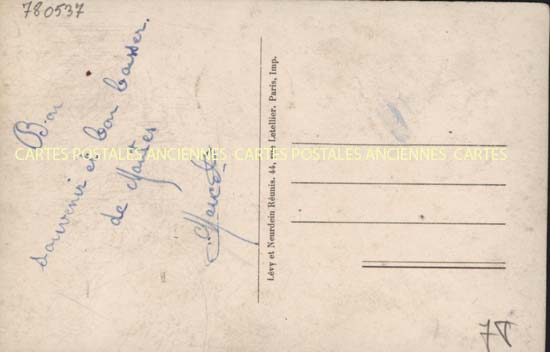 780537
Bon
souvenir et bon baiser
de Nantes
CARTES POSTALES ANCIENNES CARTES POSTALES ANCIENNES CARTES
Lévy et Neurdein Réunis. 44, rue Letellier, Paris, Imp.